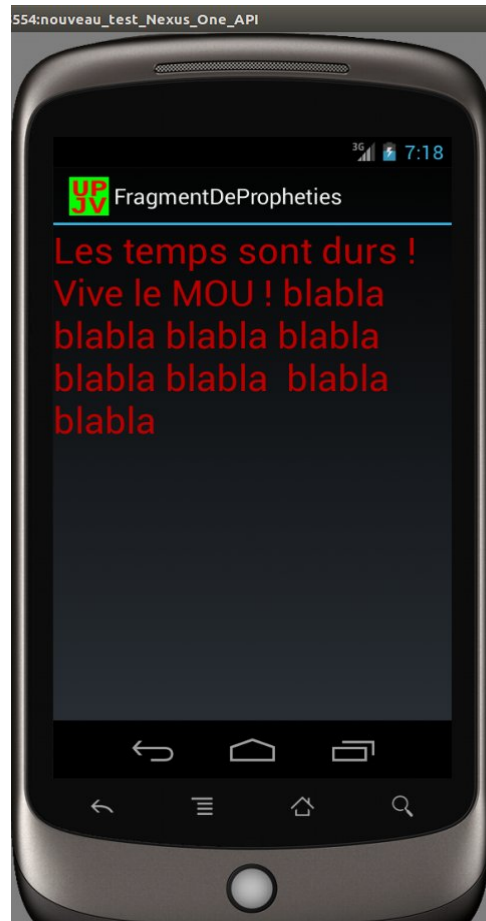 554:nouveau_test_Nexus_One_API
3G 7:18
UP
JV
FragmentDePropheties
Les temps sont durs !
Vive le MOU ! blabla
blabla blabla blabla
blabla blabla  blabla
blabla